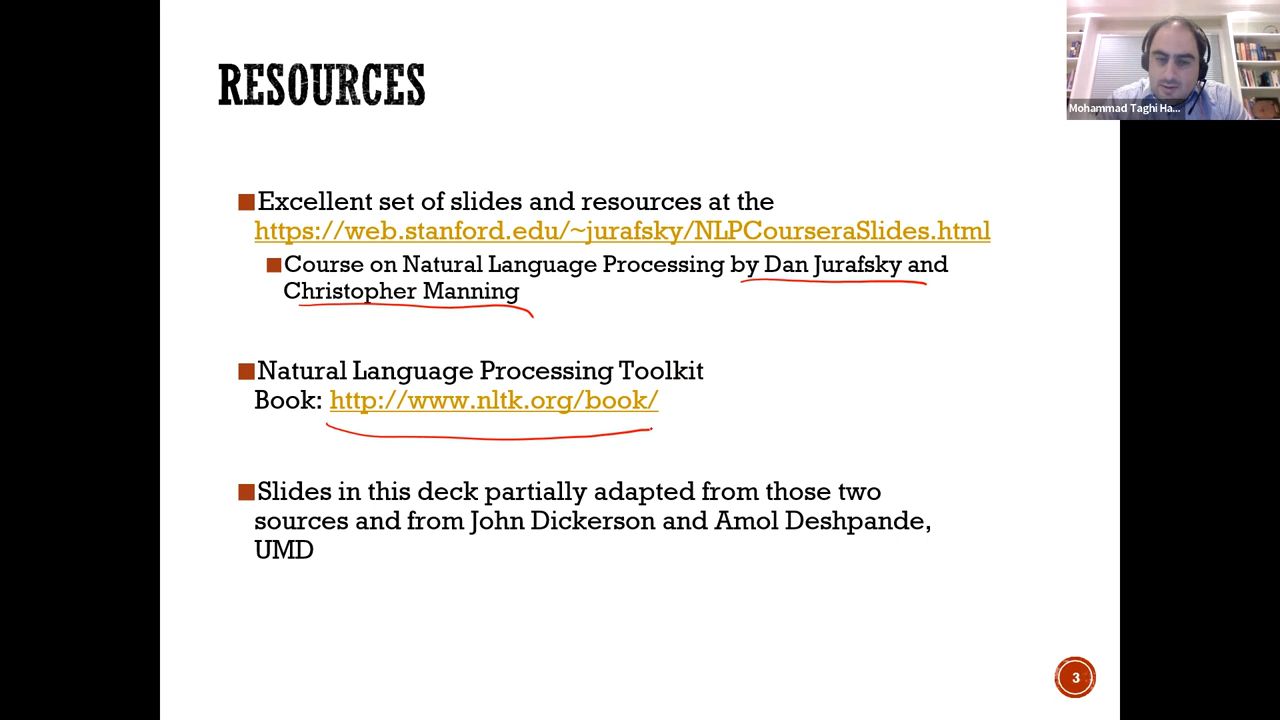 RESOURCES
Mohammad Taghi Ha...
Excellent set of slides and resources at the
https://web.stanford.edu/~jurafsky/NLPCourseraSlides.html
Course on Natural Language Processing by Dan Jurafsky and
Christopher Manning
Natural Language Processing Toolkit
Book: http://www.nltk.org/book/
Slides in this deck partially adapted from those two
sources and from John Dickerson and Amol Deshpande,
UMD
3